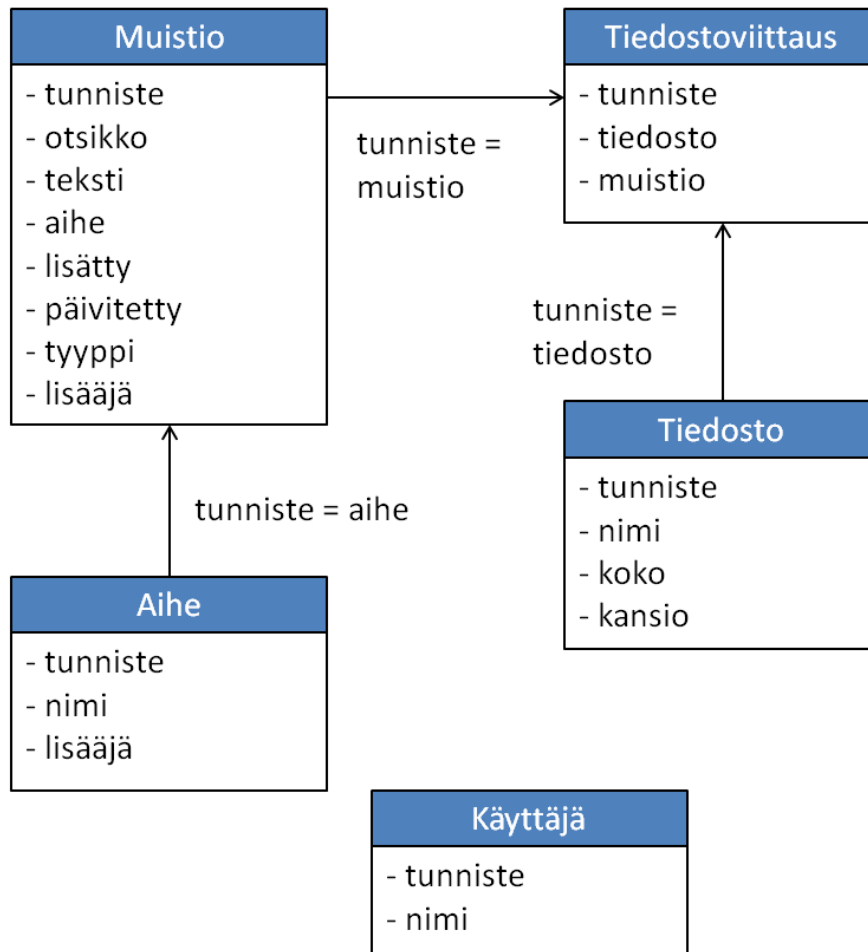 Muistio
- tunniste
- otsikko
- teksti
- aihe
- lisätty
- päivitetty
- tyyppi
- lisääjä
tunniste =
muistio
Tiedostoviittaus
- tunniste
- tiedosto
- muistio
tunniste =
tiedosto
Tiedosto
- tunniste
- nimi
- koko
- kansio
tunniste = aihe
Aihe
- tunniste
- nimi
- lisääjä
Käyttäjä
- tunniste
- nimi